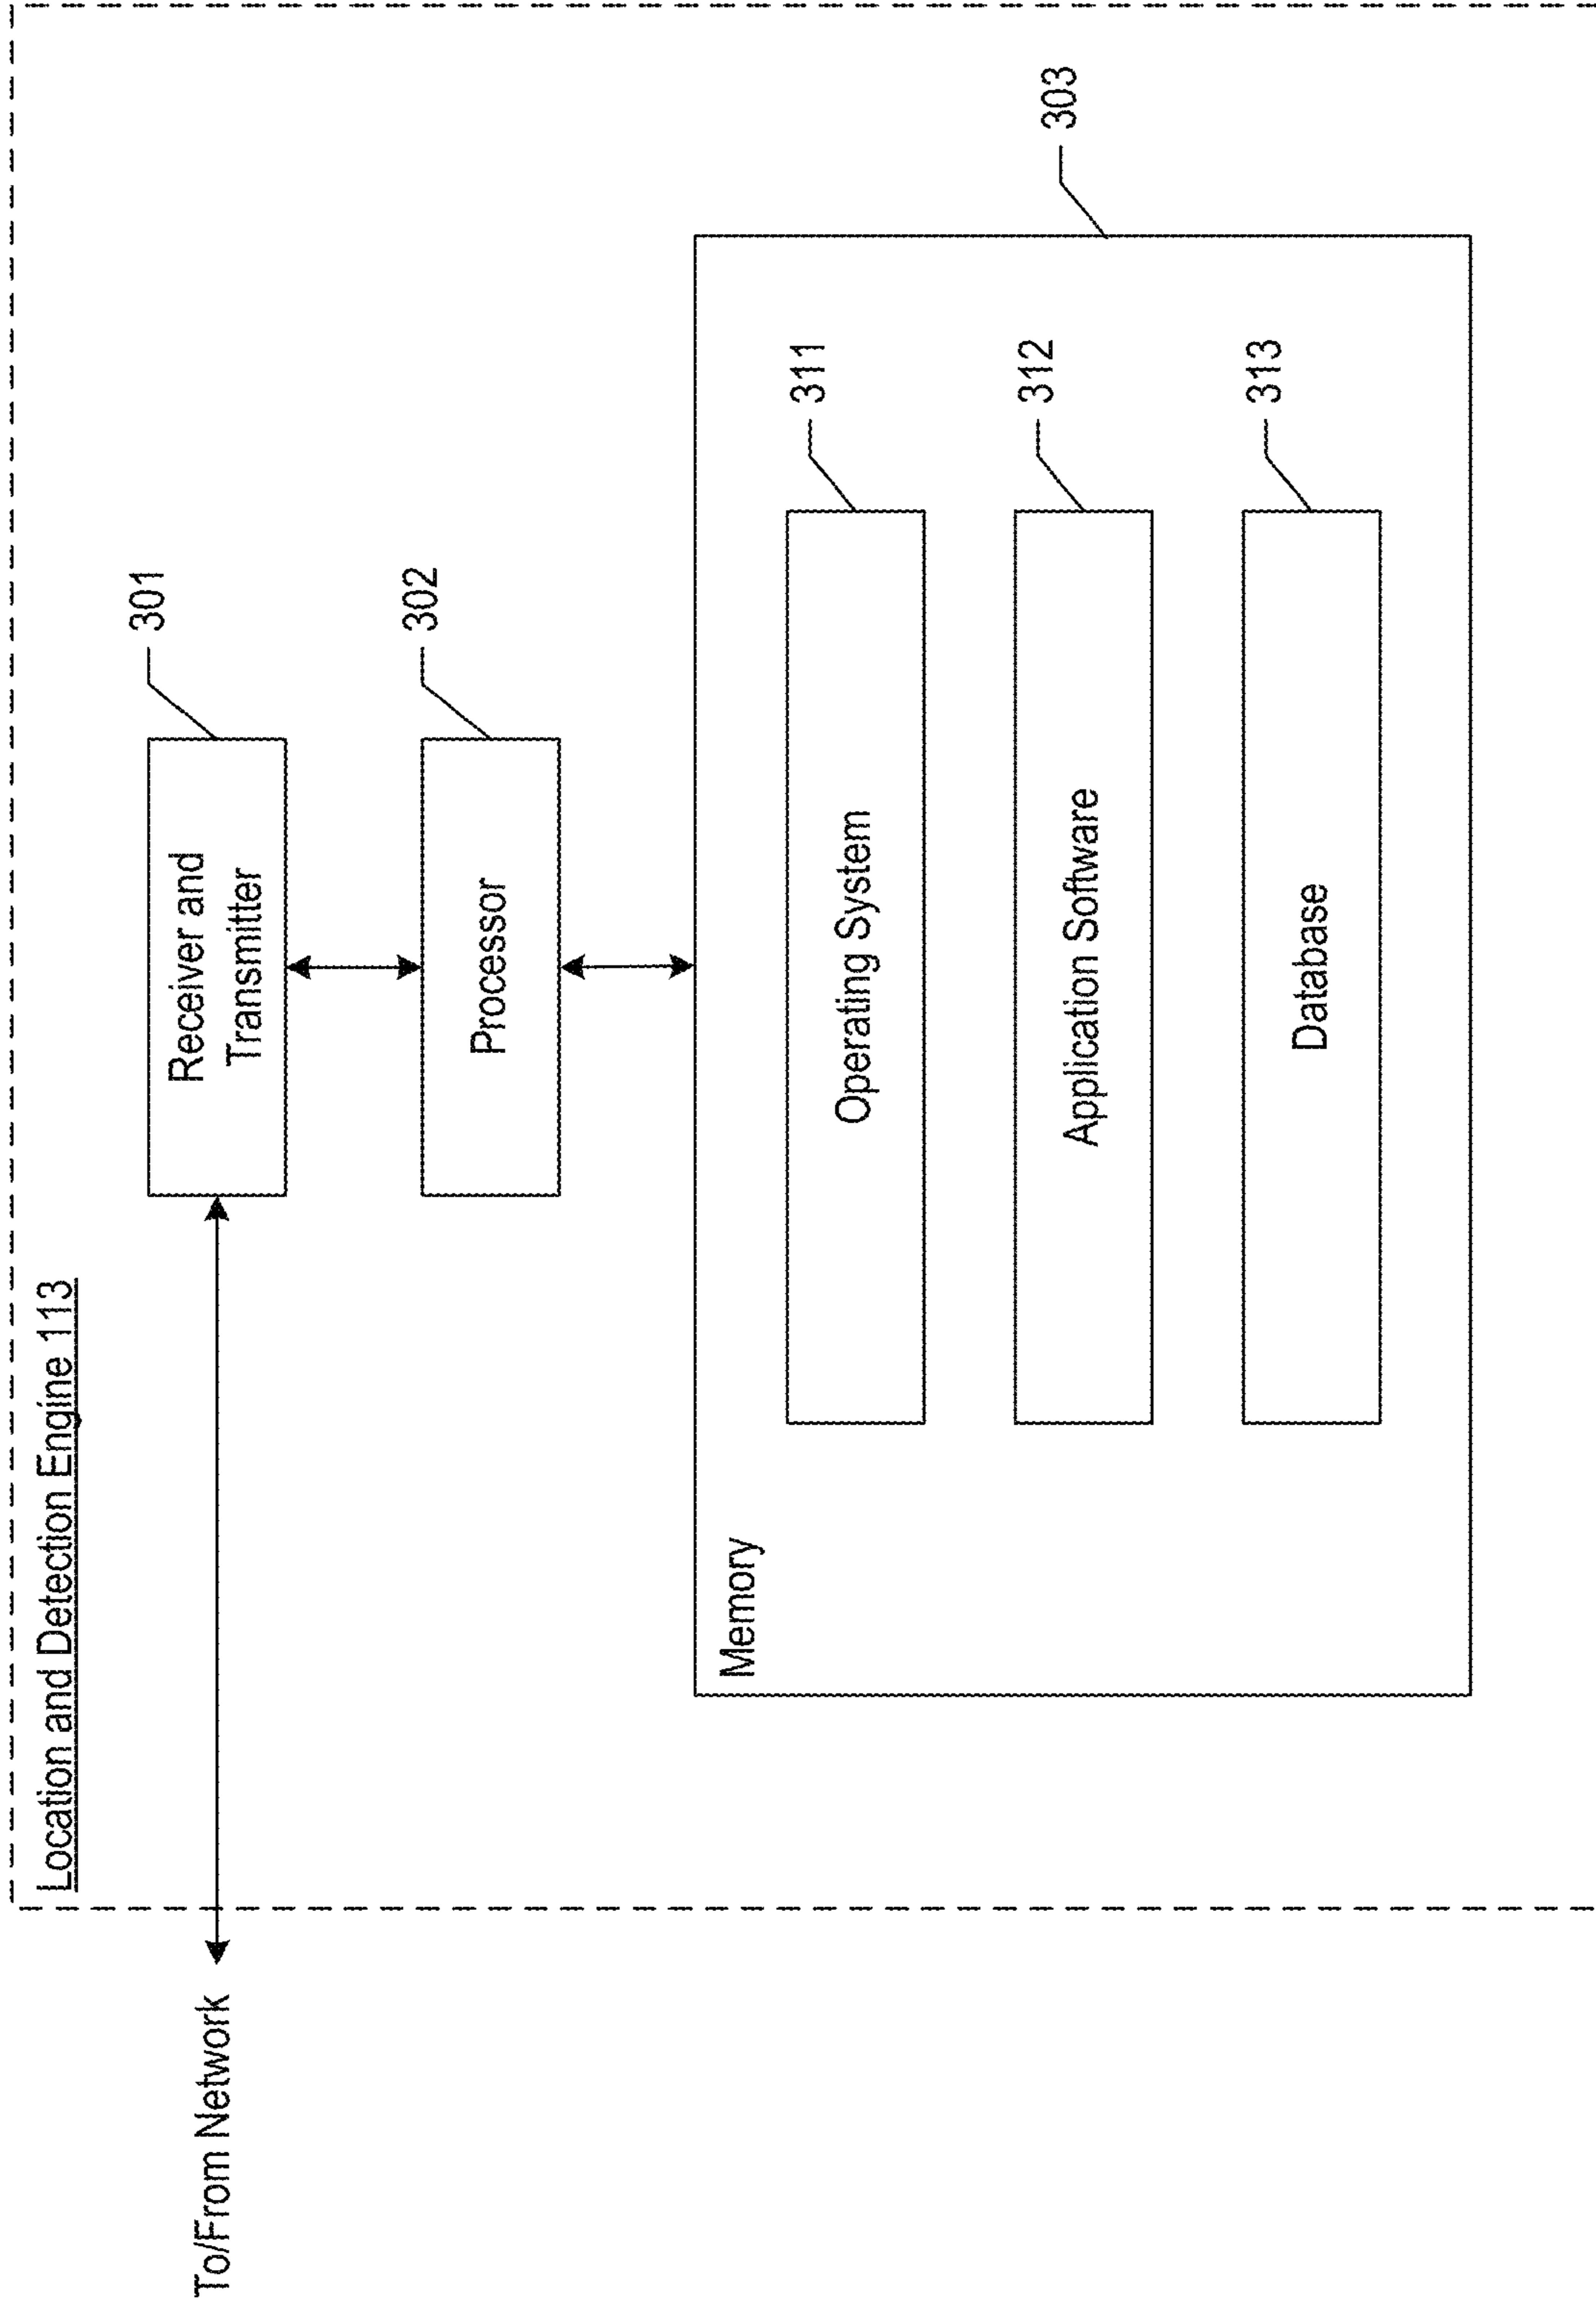 Location and Detection Engine 113
To/From Network
301
Receiver and
Transmitter
302
Processor
303
Memory
311
Operating System
312
Application Software
313
Database